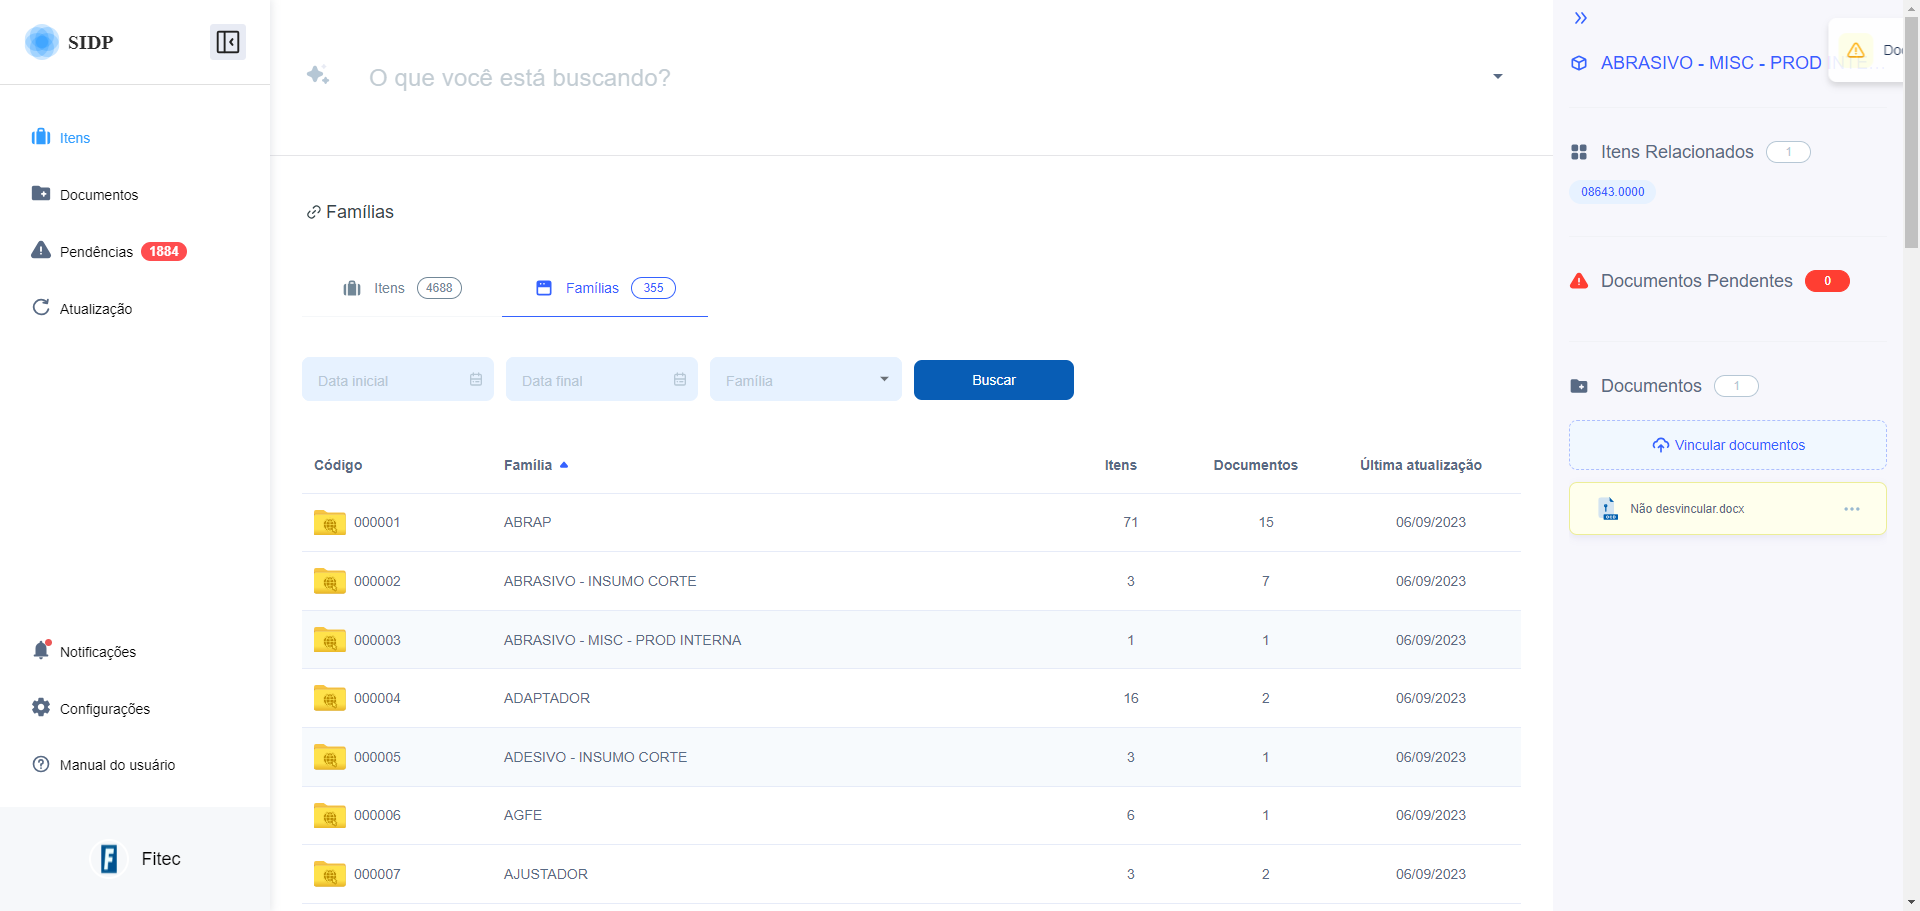 SIDP
Itens
Documentos
Pendências 1884
Atualização
Notificações
Configurações
Manual do usuário
Fitec
O que você está buscando?
Famílias
Itens 4688
Famílias 355
Data inicial
Data final
Família
Buscar
Código Família Itens Documentos Última atualização
000001 ABRAP 71 15 06/09/2023
000002 ABRASIVO - INSUMO CORTE 3 7 06/09/2023
000003 ABRASIVO - MISC - PROD INTERNA 1 1 06/09/2023
000004 ADAPTADOR 16 2 06/09/2023
000005 ADESIVO - INSUMO CORTE 3 1 06/09/2023
000006 AGFE 6 1 06/09/2023
000007 AJUSTADOR 3 2 06/09/2023
ABRASIVO - MISC - PROD INTE...
Doc
Itens Relacionados 1
08643.0000
Documentos Pendentes 0
Documentos 1
Vincular documentos
Não desvincular.docx